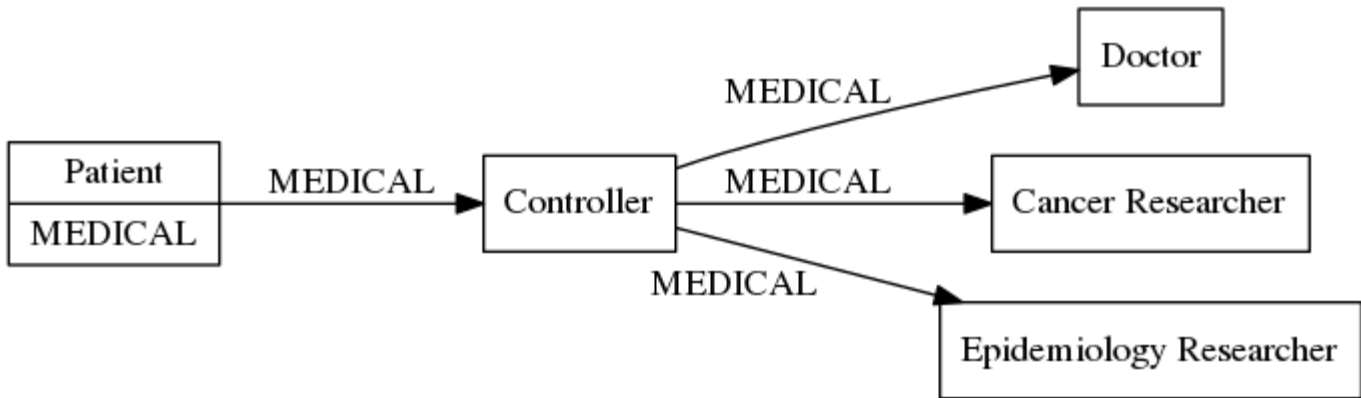 Patient
MEDICAL
MEDICAL
Controller
MEDICAL
Doctor
MEDICAL
Cancer Researcher
MEDICAL
Epidemiology Researcher